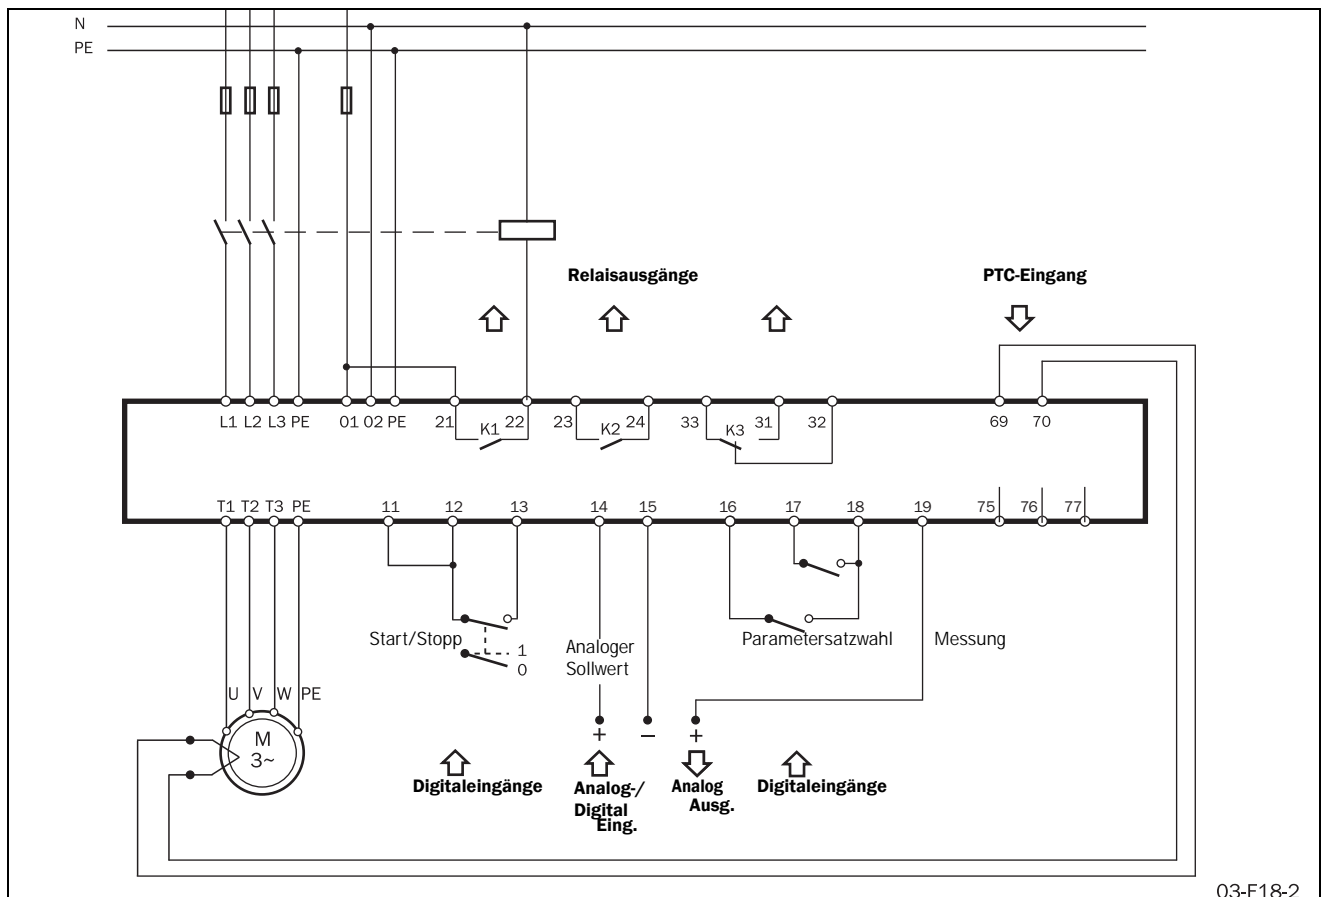 N
PE
Relaisausgänge
PTC-Eingang
L1 L2 L3 PE 01 02 PE 21 22 23 24 33 31 32 69 70
K1 K2 K3
T1 T2 T3 PE 11 12 13 14 15 16 17 18 19 75 76 77
Start/Stopp
1
0
Analoger
Sollwert
Parametersatzwahl
Messung
U V W PE
M
3~
+ – +
Digitaleingänge
Analog-/
Digital
Eing.
Analog
Ausg.
Digitaleingänge
03-F18-2